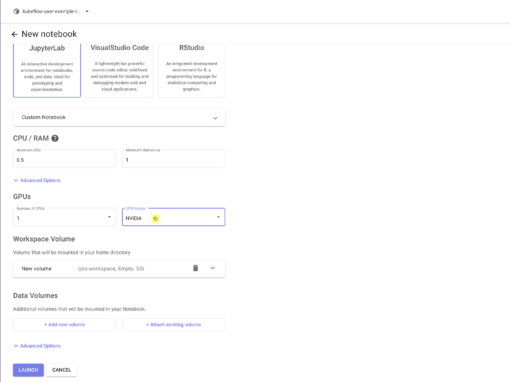 kubeflow-user-example-r...
← New notebook
JupyterLab
An interactive development
environment for notebooks,
code, and data. Ideal for
prototyping and
experimentation.
VisualStudio Code
A lightweight but powerful
source code editor, redefined
and optimized for building and
debugging modern web and
cloud applications.
RStudio
An integrated development
environment for R, a
programming language for
statistical computing and
graphics.
Custom Notebook
CPU / RAM
Minimum CPU
0.5
Minimum Memory Gi
1
Advanced Options
GPUs
Number of GPUs
1
GPU Vendor
NVIDIA
Workspace Volume
Volume that will be mounted in your home directory.
New volume
Empty, 5Gi
Data Volumes
Additional volumes that will be mounted in your Notebook.
+ Add new volume
+ Attach existing volume
Advanced Options
LAUNCH
CANCEL